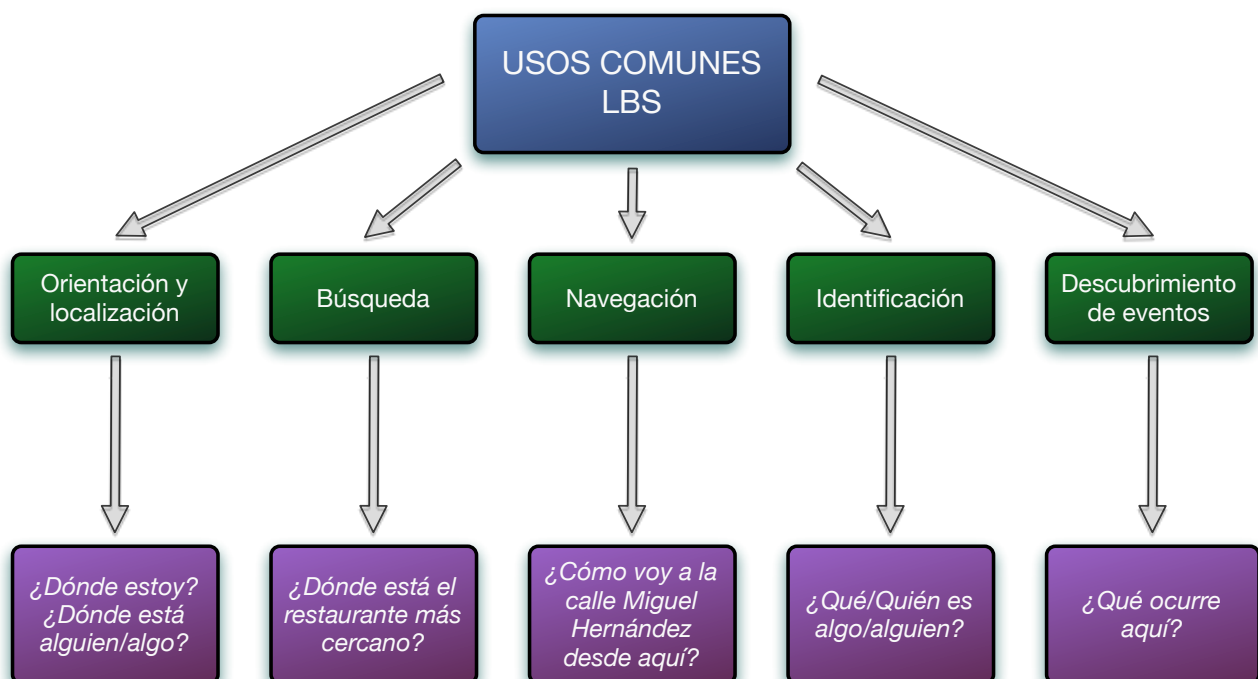 USOS COMUNES
LBS
Orientación y
localización
Búsqueda
Navegación
Identificación
Descubrimiento
de eventos
¿Dónde estoy?
¿Dónde está
alguien/algo?
¿Dónde está el
restaurante más
cercano?
¿Cómo voy a la
calle Miguel
Hernández
desde aquí?
¿Qué/Quién es
algo/alguien?
¿Qué ocurre
aquí?